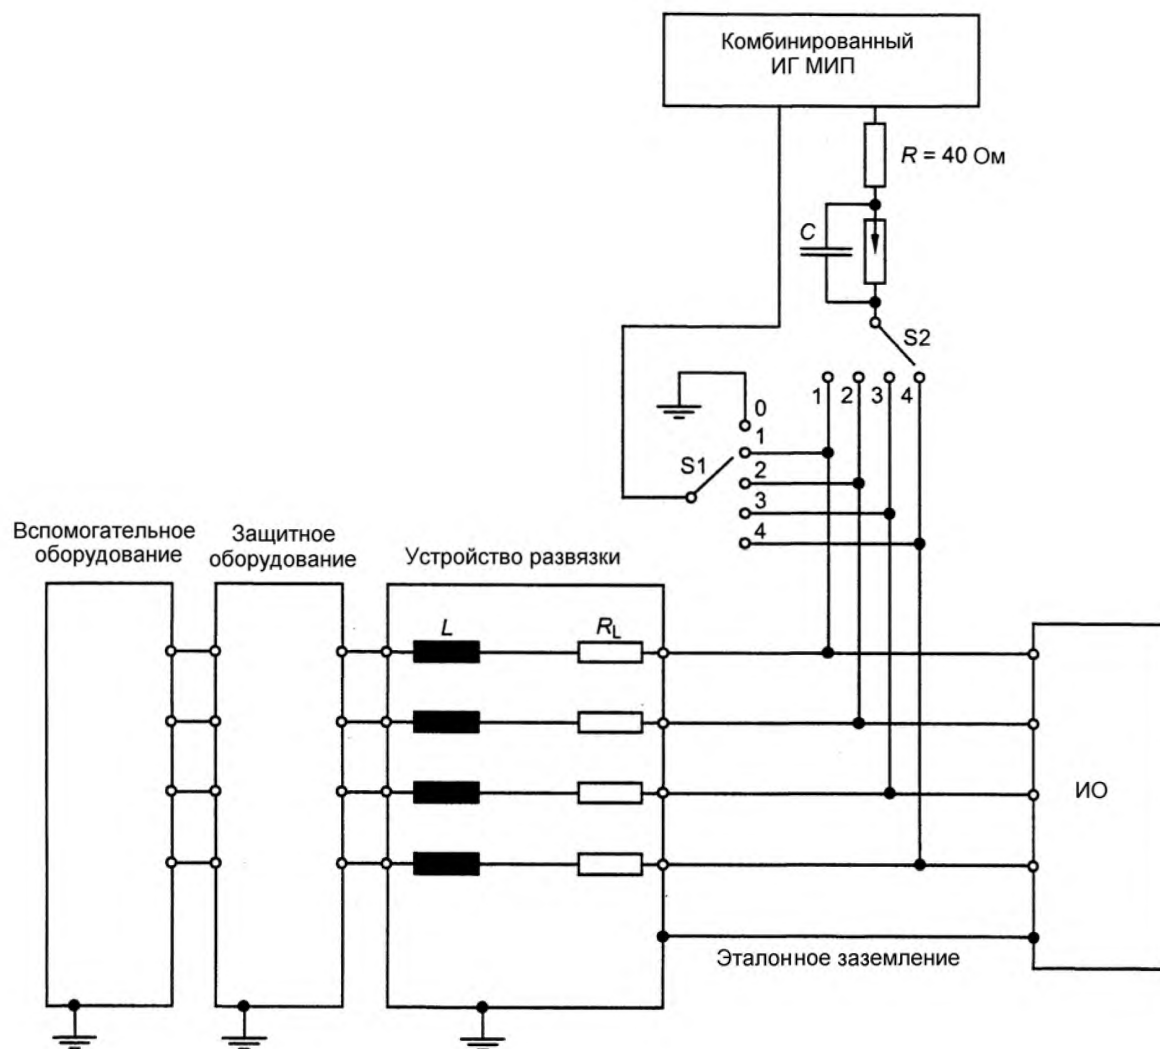 Комбинированный
ИГ МИП
R = 40 Ом
C
S2
1 2 3 4
0
1
S1
2
3
4
Вспомогательное
оборудование
Защитное
оборудование
Устройство развязки
L
RL
ИО
Эталонное заземление